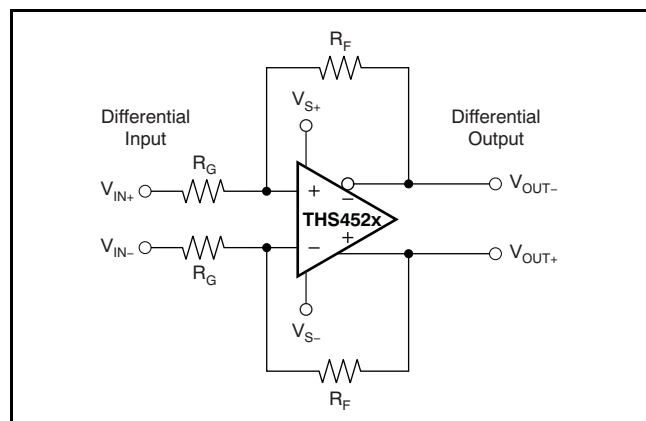 R_F
V_S+
Differential
Input
Differential
Output
R_G
V_IN+
+
−
V_OUT−
THS452x
V_IN−
−
+
V_OUT+
R_G
V_S−
R_F